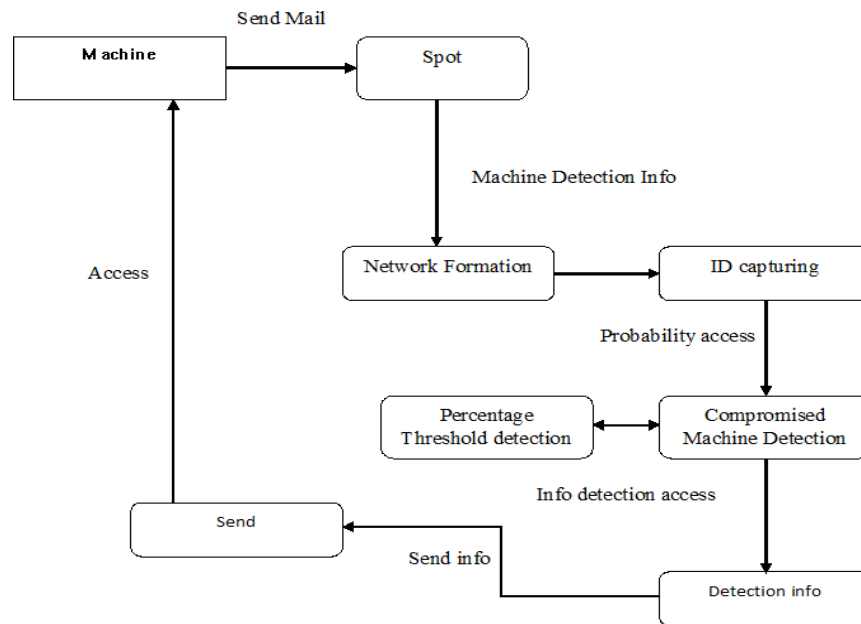 Send Mail
Machine
Spot
Machine Detection Info
Network Formation
ID capturing
Access
Probability access
Percentage
Threshold detection
Compromised
Machine Detection
Info detection access
Send
Send info
Detection info